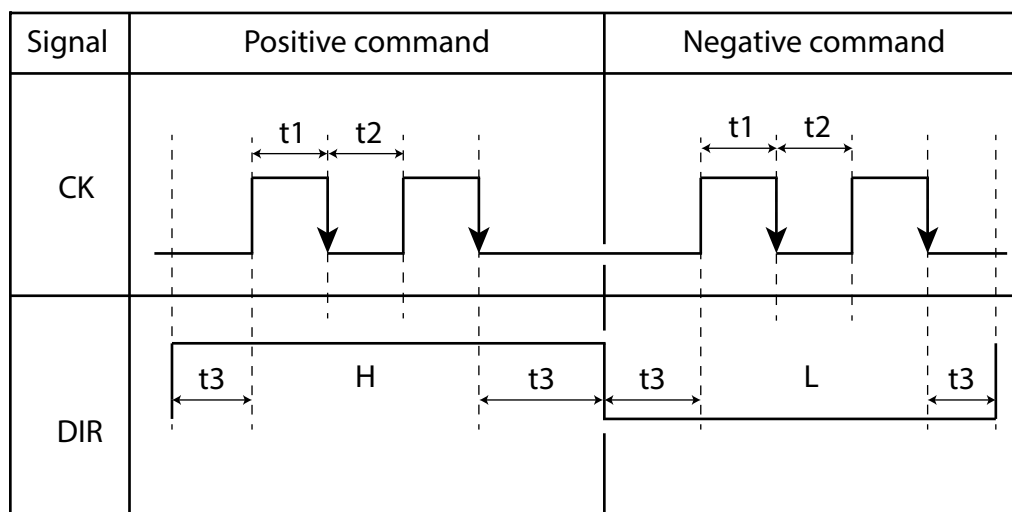 Signal Positive command Negative command
t1 t2 t1 t2
CK
t3 H t3 t3 L t3
DIR